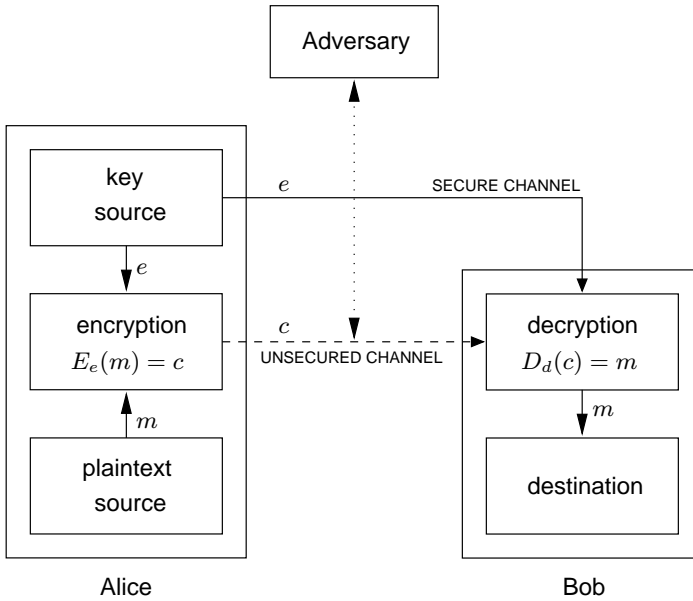 Adversary
key
source
e
SECURE CHANNEL
e
encryption
E_e(m) = c
c
UNSECURED CHANNEL
decryption
D_d(c) = m
m
m
plaintext
source
destination
Alice
Bob